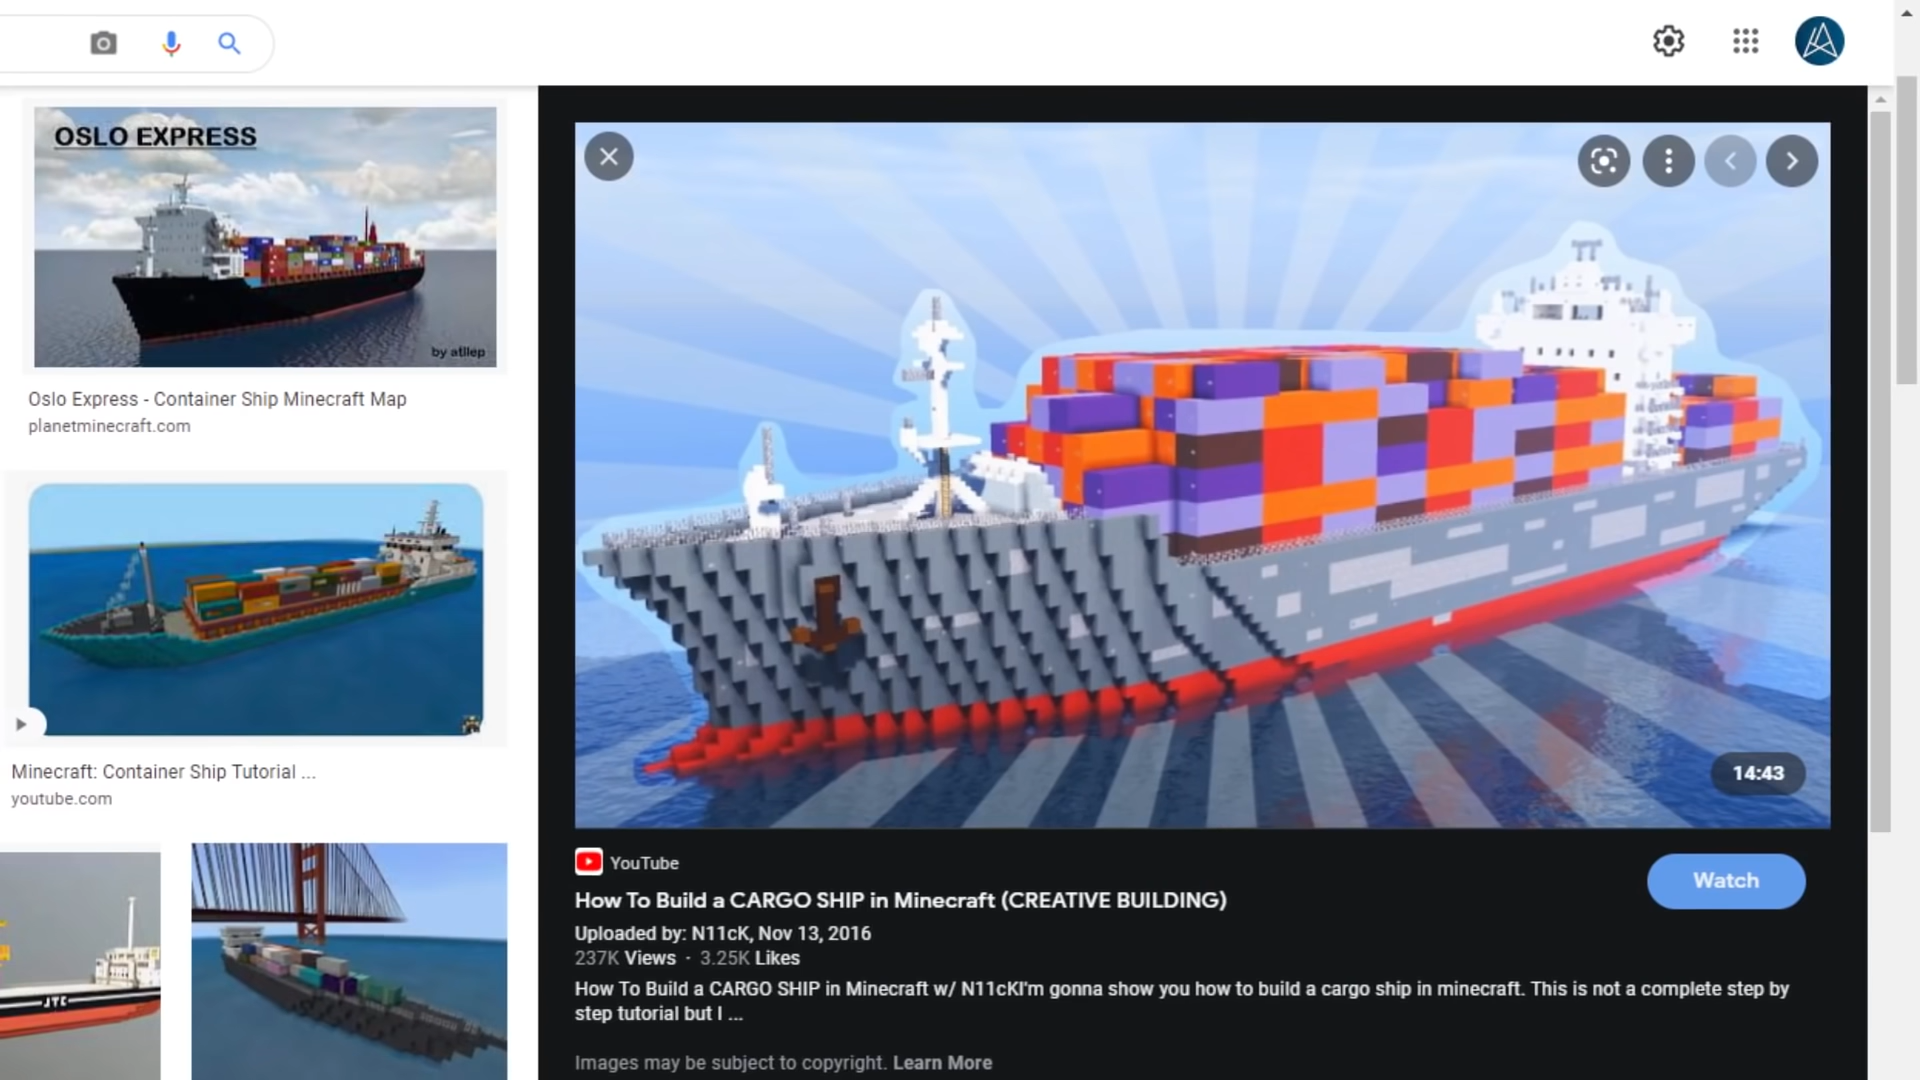 OSLO EXPRESS
by atllep
Oslo Express - Container Ship Minecraft Map
planetminecraft.com
Minecraft: Container Ship Tutorial ...
youtube.com
JTC
14:43
YouTube
Watch
How To Build a CARGO SHIP in Minecraft (CREATIVE BUILDING)
Uploaded by: N11cK, Nov 13, 2016
237K Views · 3.25K Likes
How To Build a CARGO SHIP in Minecraft w/ N11cKI'm gonna show you how to build a cargo ship in minecraft. This is not a complete step by
step tutorial but I ...
Images may be subject to copyright. Learn More